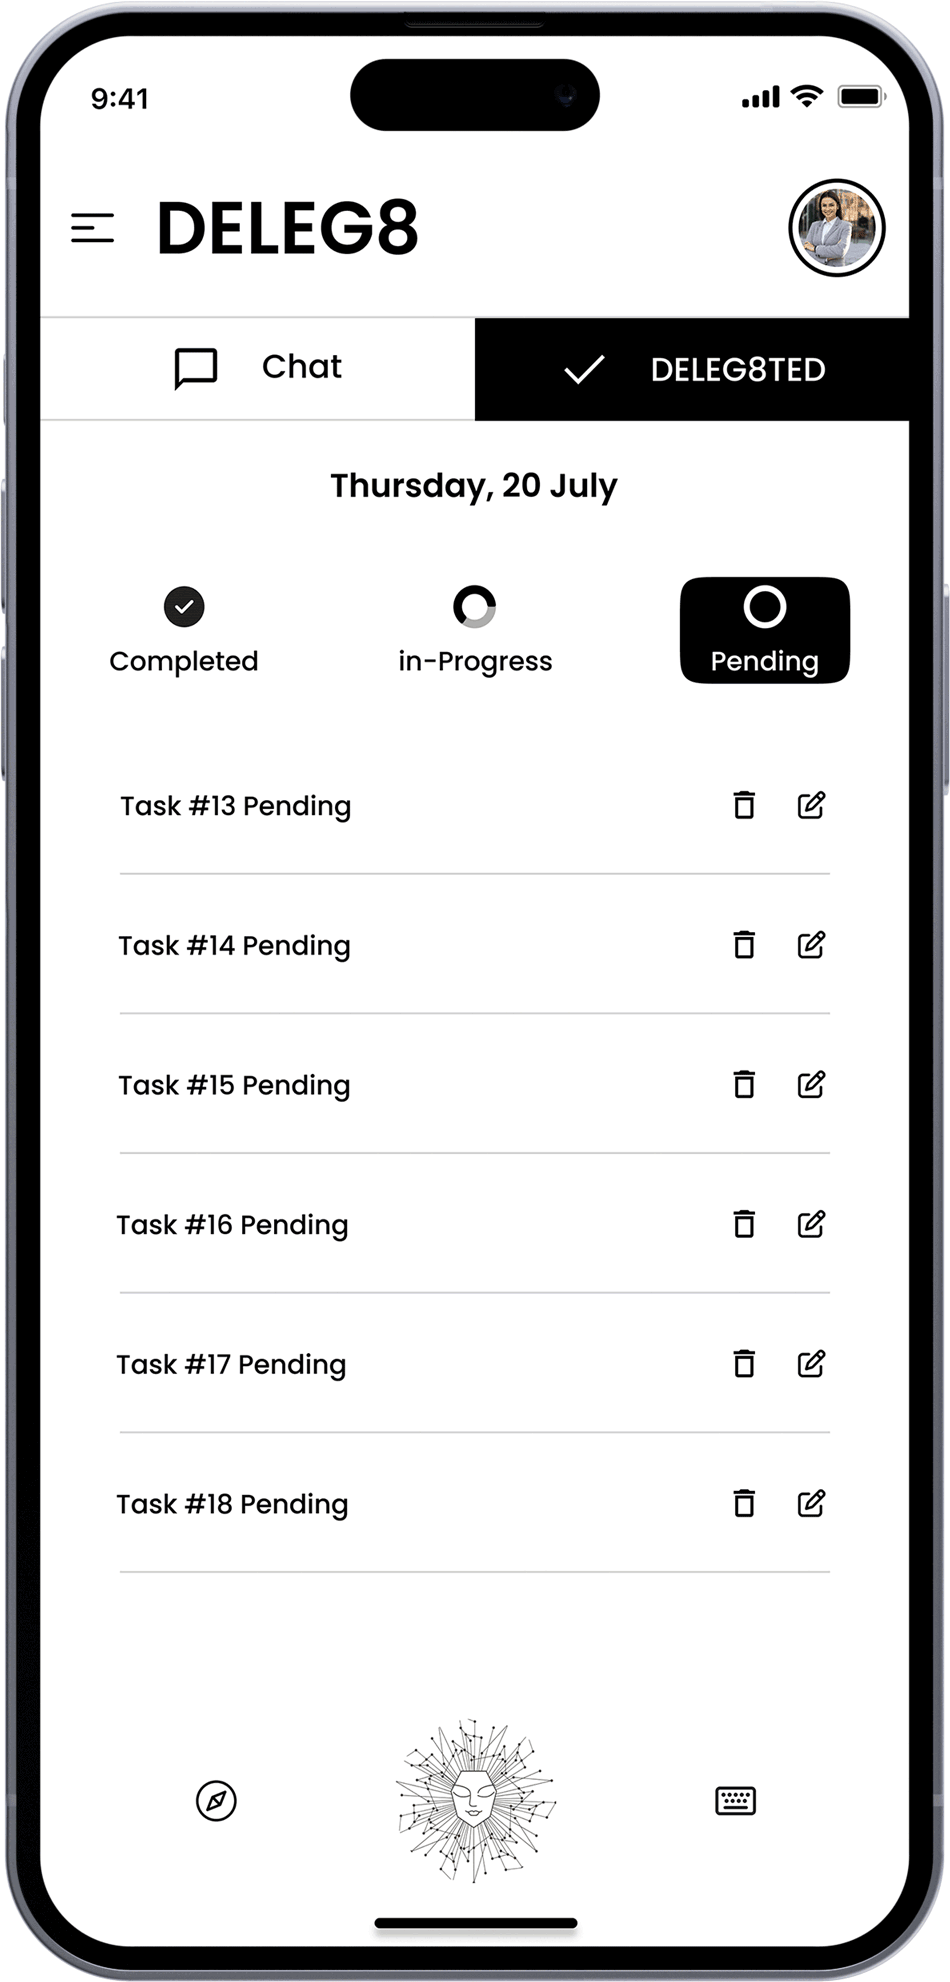 9:41
DELEG8
Chat
DELEG8TED
Thursday, 20 July
Completed
in-Progress
Pending
Task #13 Pending
Task #14 Pending
Task #15 Pending
Task #16 Pending
Task #17 Pending
Task #18 Pending